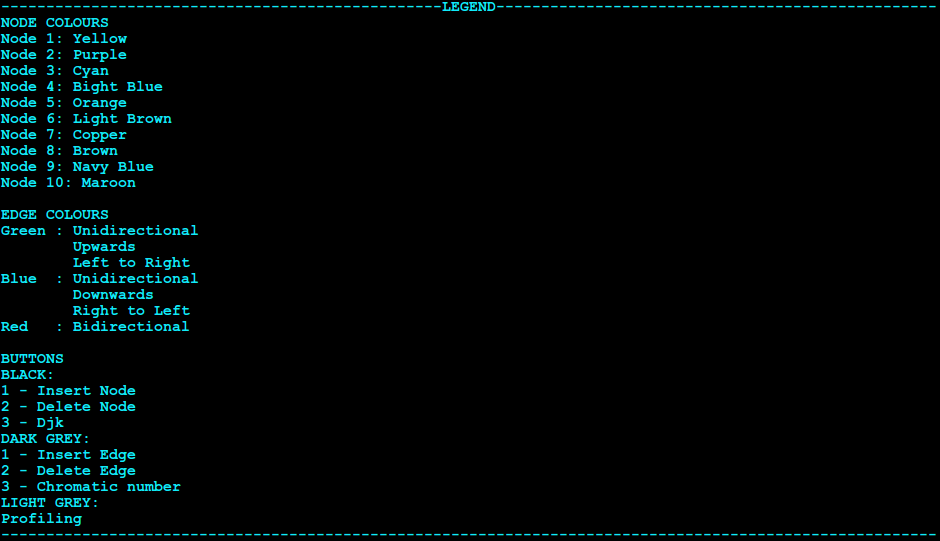 -------------------------------------------------LEGEND-------------------------------------------------
NODE COLOURS
Node 1: Yellow
Node 2: Purple
Node 3: Cyan
Node 4: Bight Blue
Node 5: Orange
Node 6: Light Brown
Node 7: Copper
Node 8: Brown
Node 9: Navy Blue
Node 10: Maroon
EDGE COLOURS
Green : Unidirectional
Upwards
Left to Right
Blue  : Unidirectional
Downwards
Right to Left
Red   : Bidirectional
BUTTONS
BLACK:
1 - Insert Node
2 - Delete Node
3 - Djk
DARK GREY:
1 - Insert Edge
2 - Delete Edge
3 - Chromatic number
LIGHT GREY:
Profiling
--------------------------------------------------------------------------------------------------------